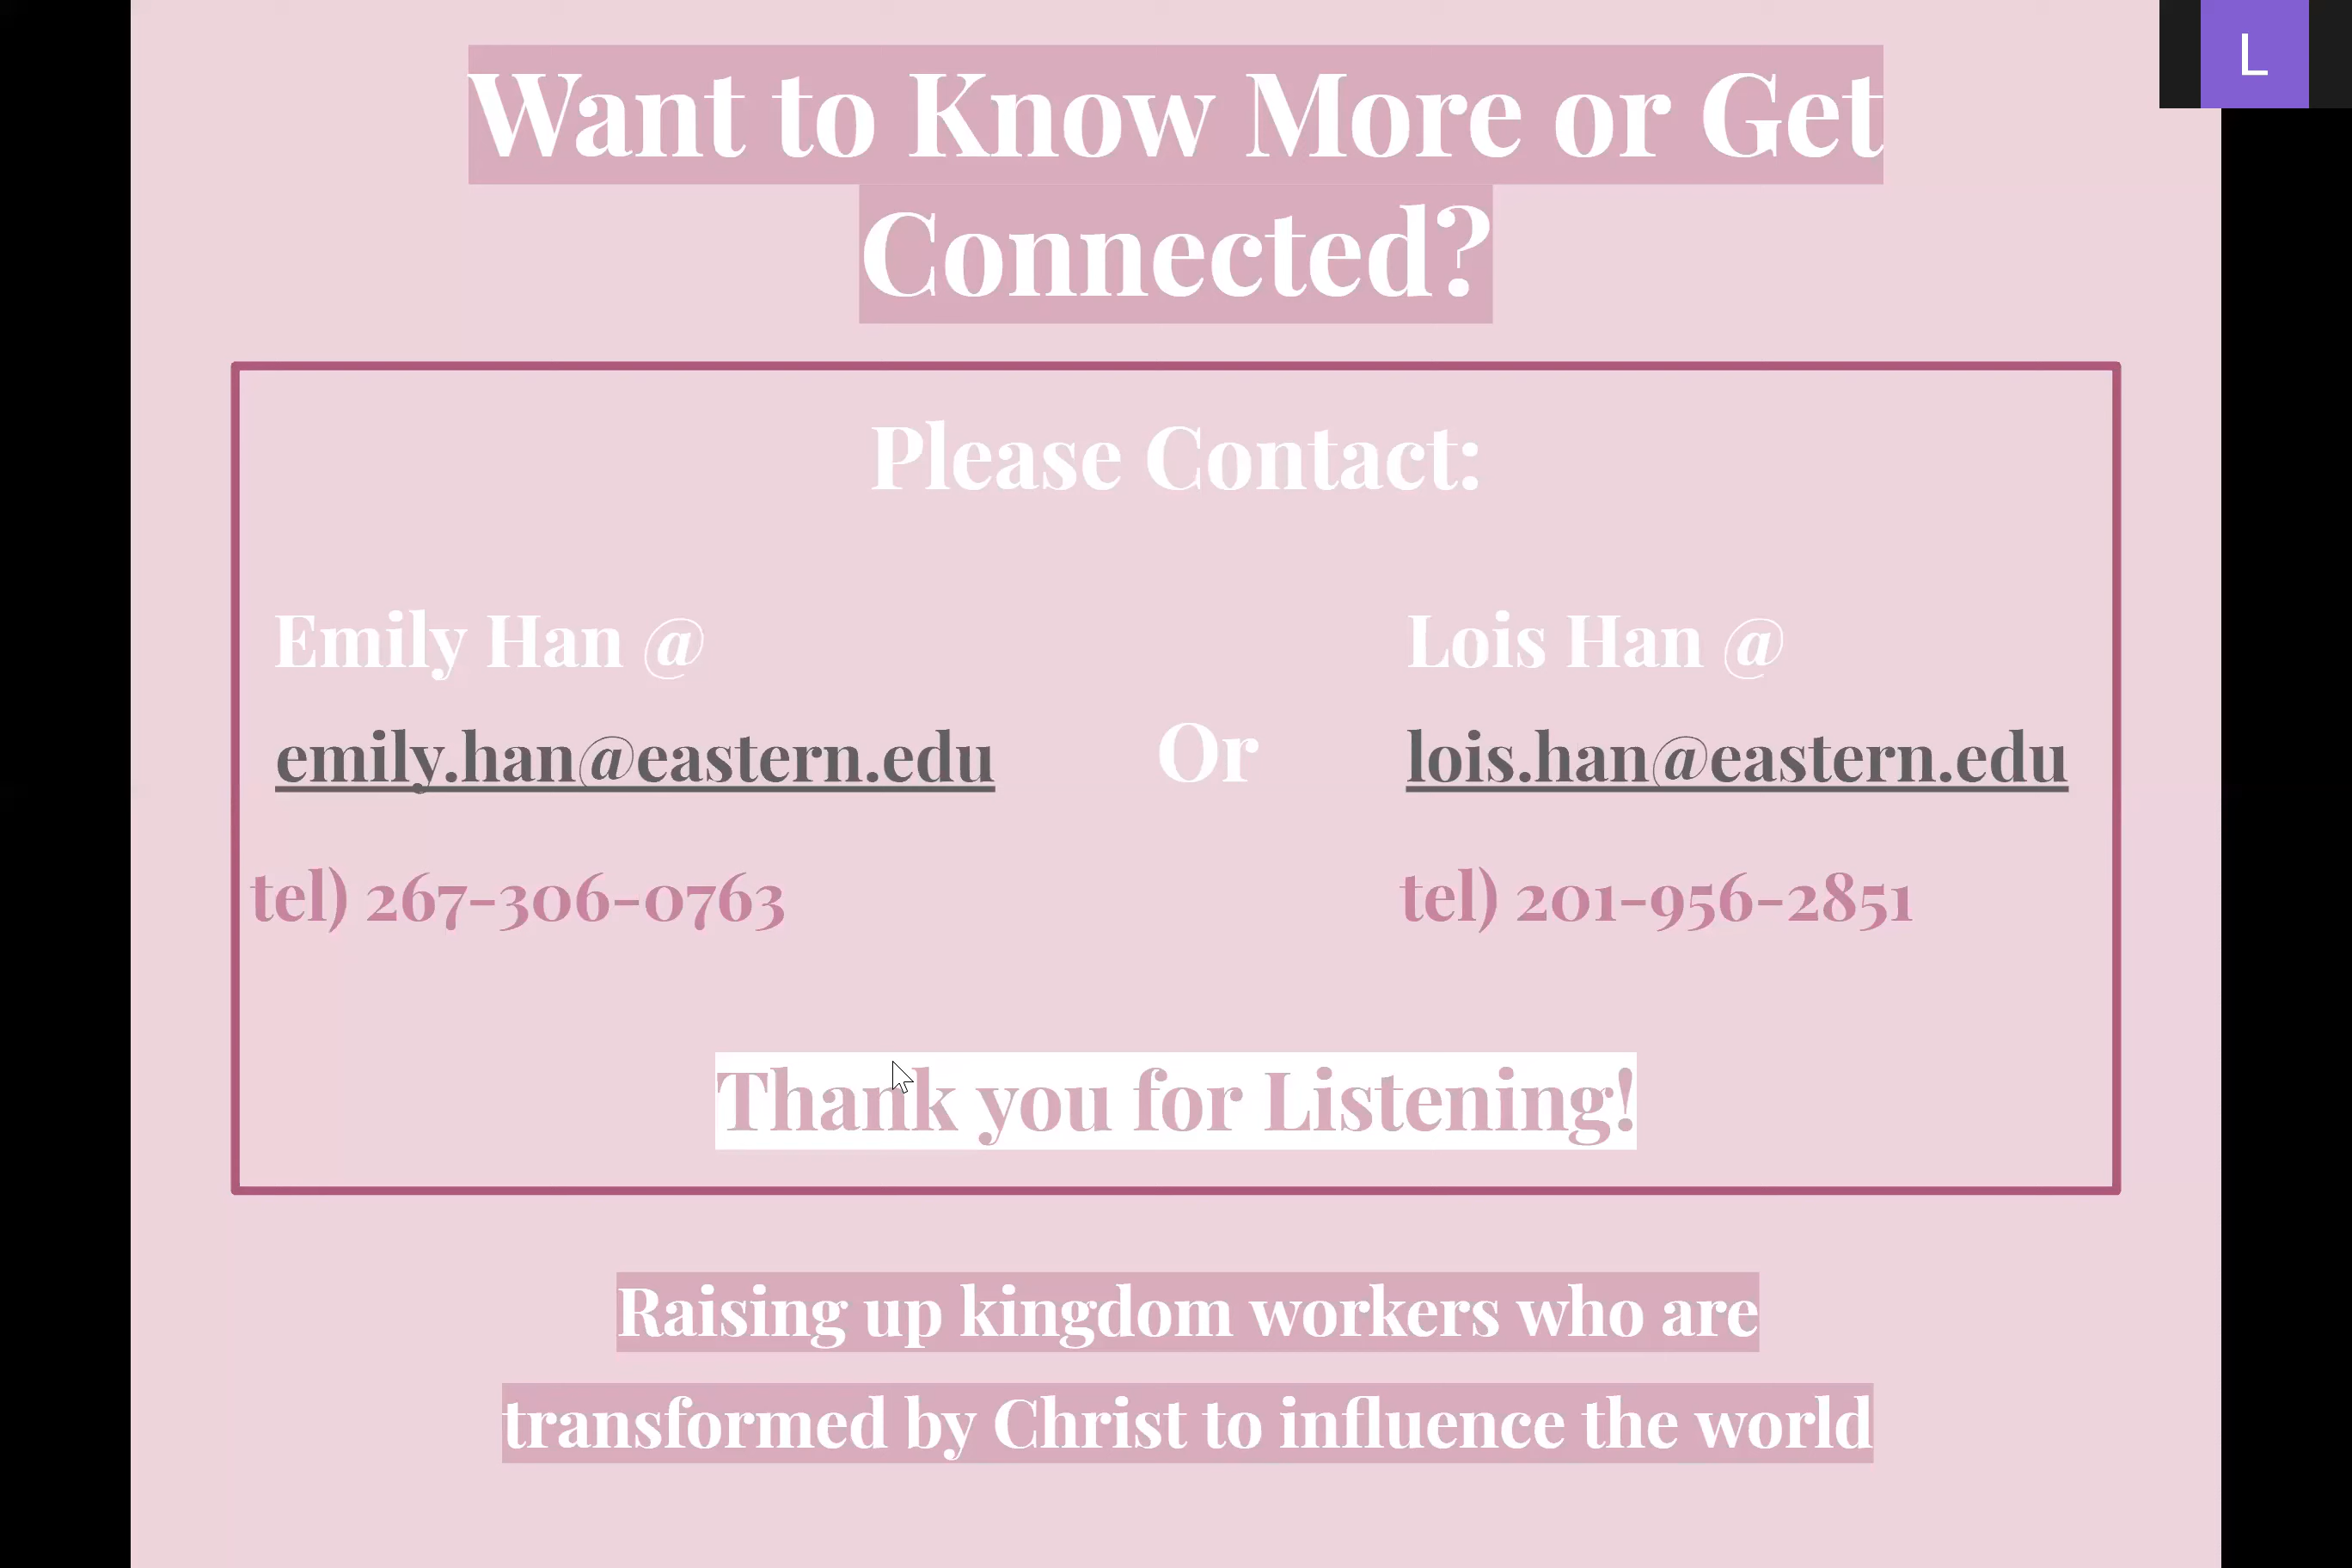 L
Want to Know More or Get
Connected?
Please Contact:
Emily Han @
emily.han@eastern.edu
tel) 267-306-0763
Or
Lois Han @
lois.han@eastern.edu
tel) 201-956-2851
Thank you for Listening!
Raising up kingdom workers who are
transformed by Christ to influence the world